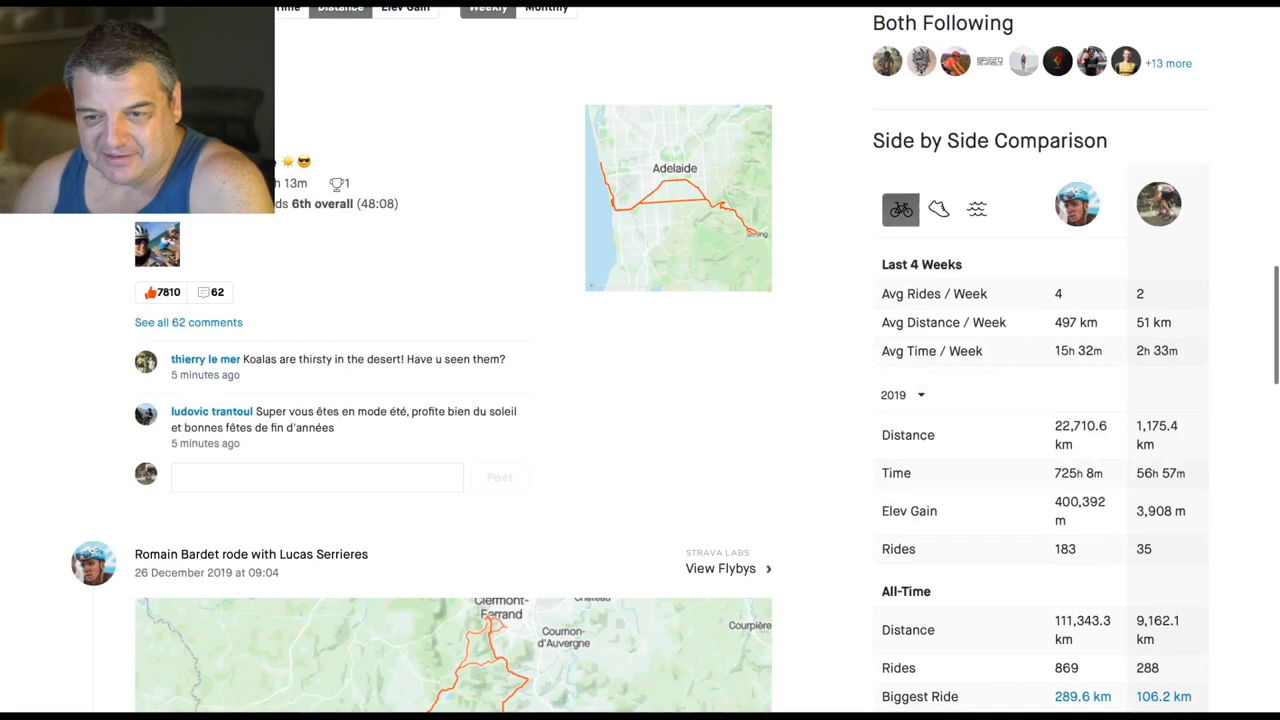 Time Distance Elev Gain Weekly Monthly
h 13m 1
ds 6th overall (48:08)
Adelaide
7810 62
See all 62 comments
thierry le mer Koalas are thirsty in the desert! Have u seen them?
5 minutes ago
ludovic trantoul Super vous êtes en mode été, profite bien du soleil
et bonnes fêtes de fin d'années
5 minutes ago
Post
Romain Bardet rode with Lucas Serrieres
26 December 2019 at 09:04
STRAVA LABS
View Flybys
Clermont-
Ferrand
Cournon-
d'Auvergne
Courpière
Both Following
+13 more
Side by Side Comparison
Last 4 Weeks
Avg Rides / Week 4 2
Avg Distance / Week 497 km 51 km
Avg Time / Week 15h 32m 2h 33m
2019
Distance 22,710.6 km 1,175.4 km
Time 725h 8m 56h 57m
Elev Gain 400,392 m 3,908 m
Rides 183 35
All-Time
Distance 111,343.3 km 9,162.1 km
Rides 869 288
Biggest Ride 289.6 km 106.2 km